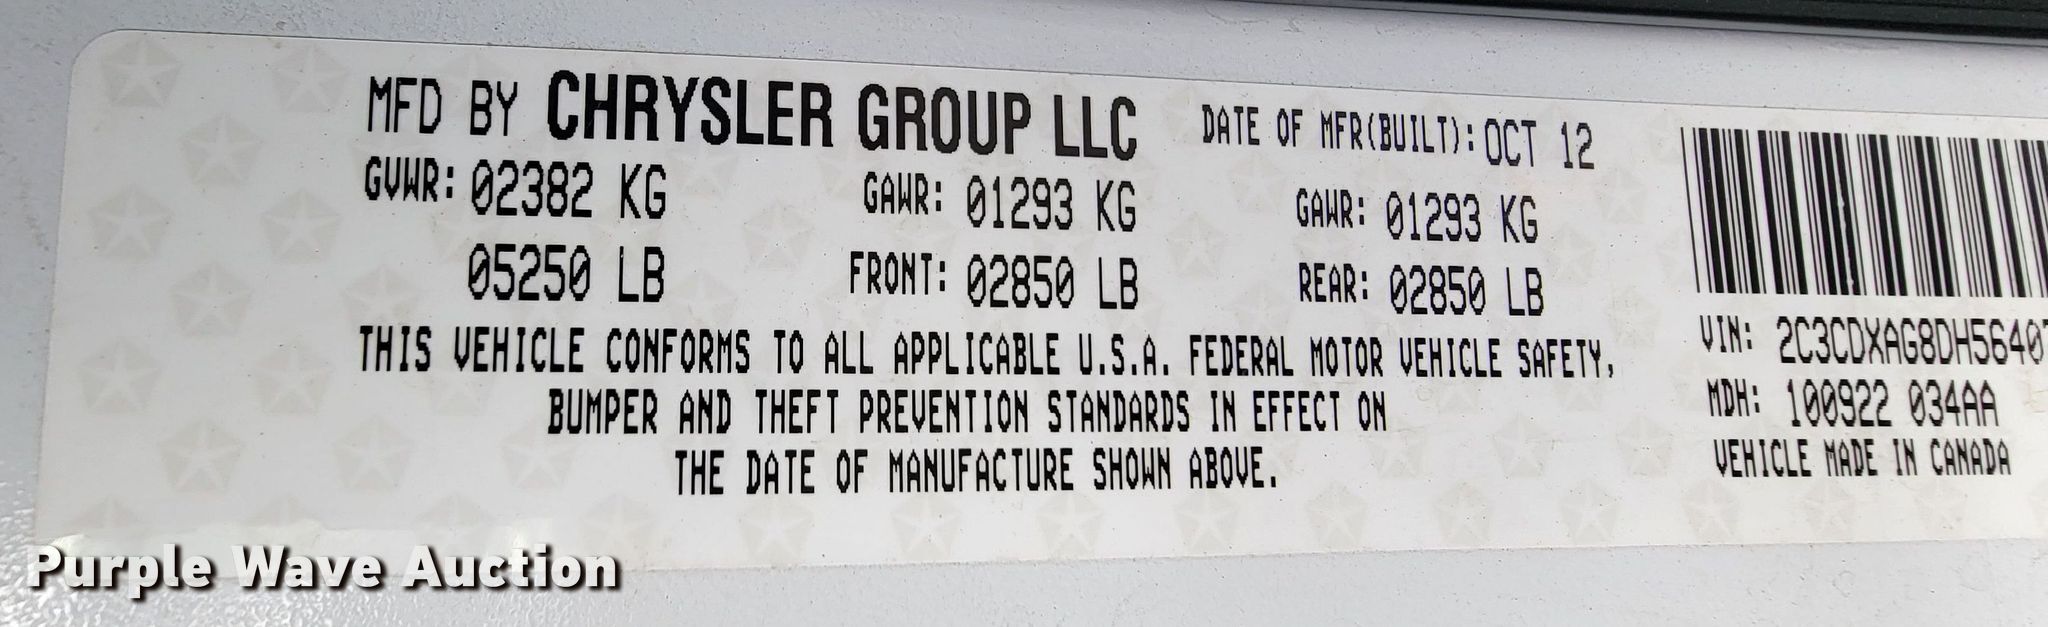 MFD BY CHRYSLER GROUP LLC DATE OF MFR(BUILT): OCT 12
GVWR: 02382 KG GAWR: 01293 KG GAWR: 01293 KG
05250 LB FRONT: 02850 LB REAR: 02850 LB
THIS VEHICLE CONFORMS TO ALL APPLICABLE U.S.A. FEDERAL MOTOR VEHICLE SAFETY,
BUMPER AND THEFT PREVENTION STANDARDS IN EFFECT ON
THE DATE OF MANUFACTURE SHOWN ABOVE.
VIN: 2C3CDXAG8DH56407
MDH: 100922 034AA
VEHICLE MADE IN CANADA
Purple Wave Auction